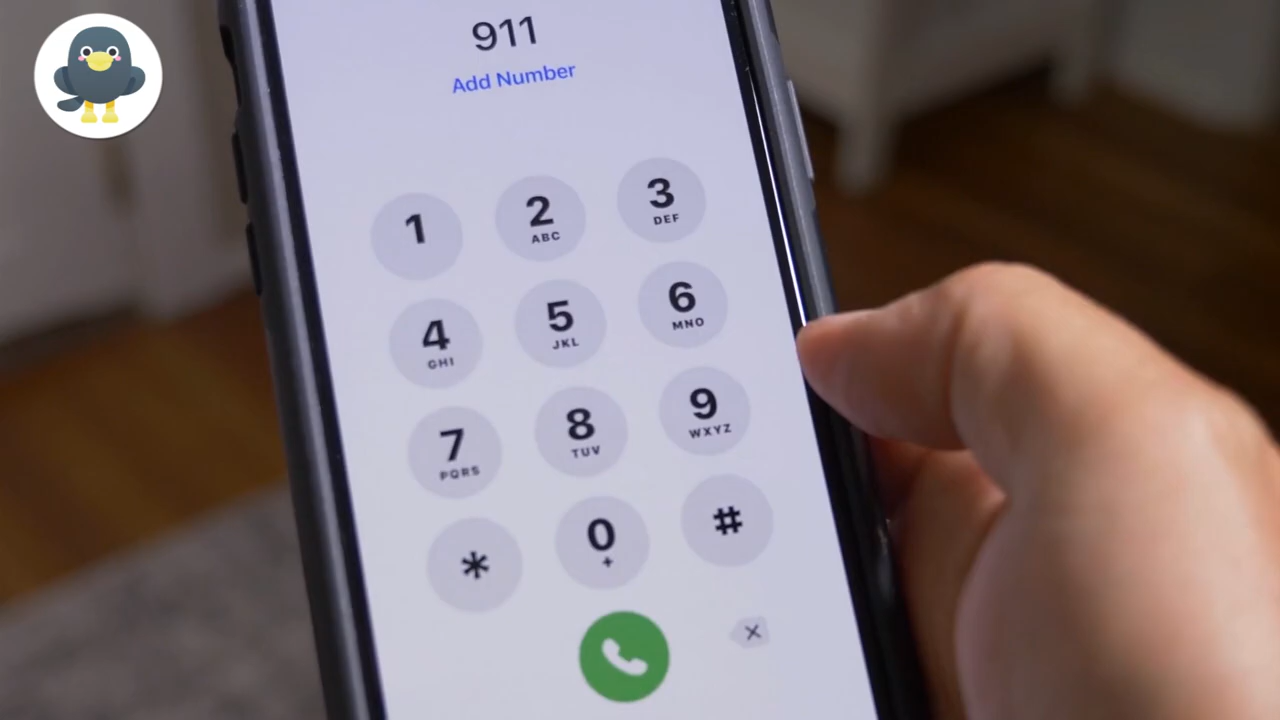 911
Add Number
1 2 3
ABC DEF
4 5 6
GHI JKL MNO
7 8 9
PQRS TUV WXYZ
* 0 #
+